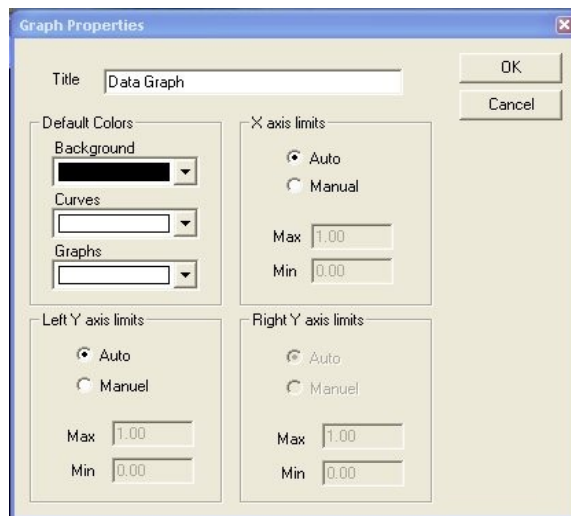 Graph Properties
Title Data Graph
OK
Cancel
Default Colors
Background
Curves
Graphs
X axis limits
Auto
Manual
Max 1.00
Min 0.00
Left Y axis limits
Auto
Manuel
Max 1.00
Min 0.00
Right Y axis limits
Auto
Manuel
Max 1.00
Min 0.00